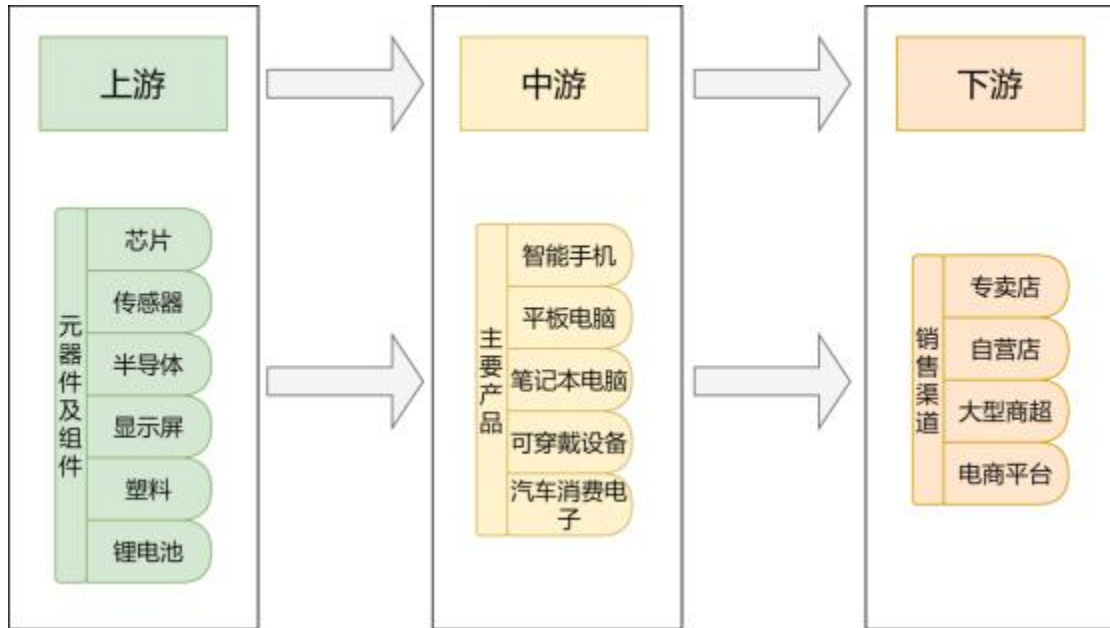 上游
中游
下游
元器件及组件
芯片
传感器
半导体
显示屏
塑料
锂电池
主要产品
智能手机
平板电脑
笔记本电脑
可穿戴设备
汽车消费电
子
销售渠道
专卖店
自营店
大型商超
电商平台